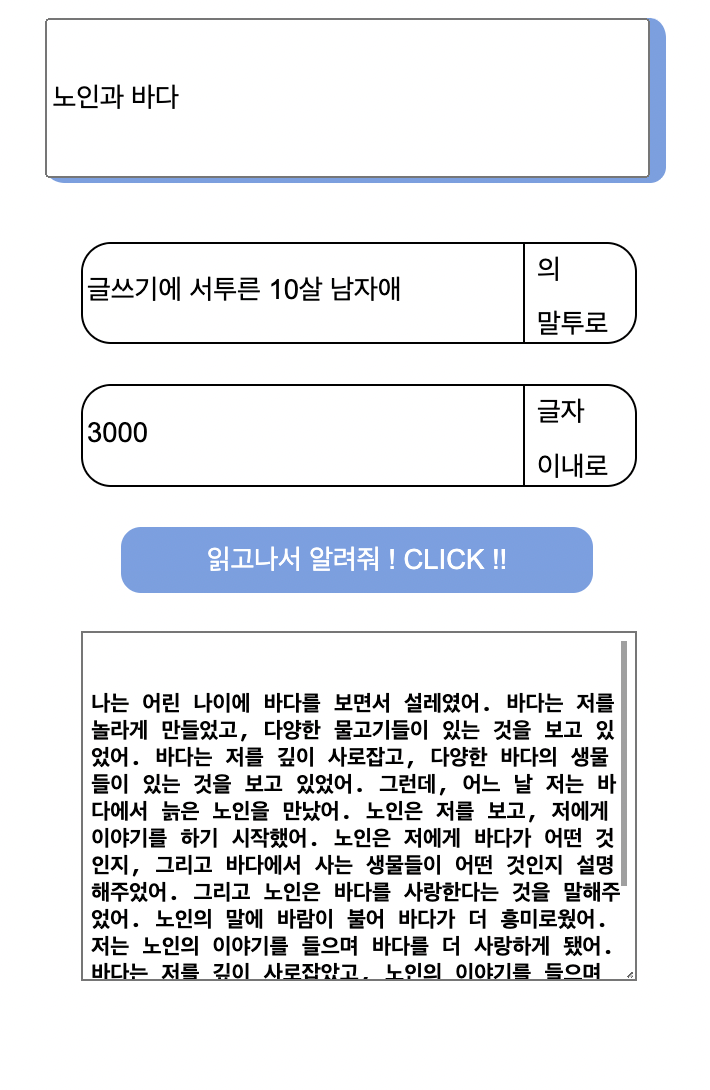 노인과 바다
글쓰기에 서투른 10살 남자애
의
말투로
3000
글자
이내로
읽고나서 알려줘 ! CLICK !!
나는 어린 나이에 바다를 보면서 설레였어. 바다는 저를
놀라게 만들었고, 다양한 물고기들이 있는 것을 보고 있
었어. 바다는 저를 깊이 사로잡고, 다양한 바다의 생물
들이 있는 것을 보고 있었어. 그런데, 어느 날 저는 바
다에서 늙은 노인을 만났어. 노인은 저를 보고, 저에게
이야기를 하기 시작했어. 노인은 저에게 바다가 어떤 것
인지, 그리고 바다에서 사는 생물들이 어떤 것인지 설명
해주었어. 그리고 노인은 바다를 사랑한다는 것을 말해주
었어. 노인의 말에 바람이 불어 바다가 더 흥미로웠어.
저는 노인의 이야기를 들으며 바다를 더 사랑하게 됐어.
바다는 저를 깊이 사로잡았고, 노인의 이야기를 들으며